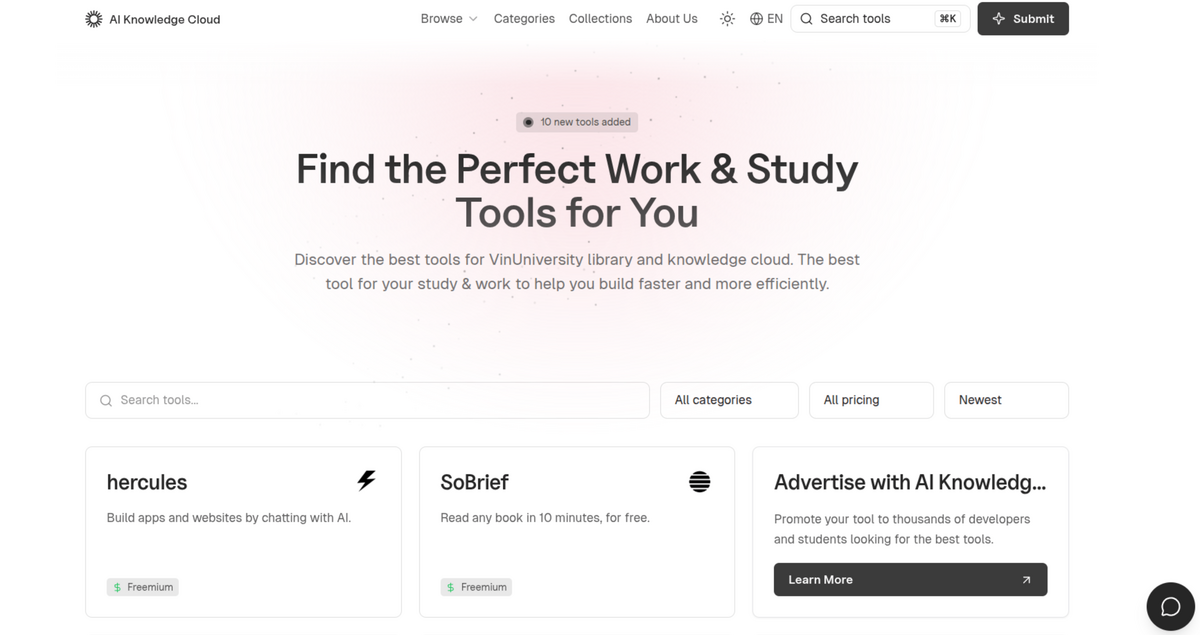 AI Knowledge Cloud
Browse
Categories
Collections
About Us
EN
Search tools
⌘K
Submit
10 new tools added
Find the Perfect Work & Study
Tools for You
Discover the best tools for VinUniversity library and knowledge cloud. The best
tool for your study & work to help you build faster and more efficiently.
Search tools...
All categories
All pricing
Newest
hercules
Build apps and websites by chatting with AI.
$ Freemium
SoBrief
Read any book in 10 minutes, for free.
$ Freemium
Advertise with AI Knowledg...
Promote your tool to thousands of developers
and students looking for the best tools.
Learn More